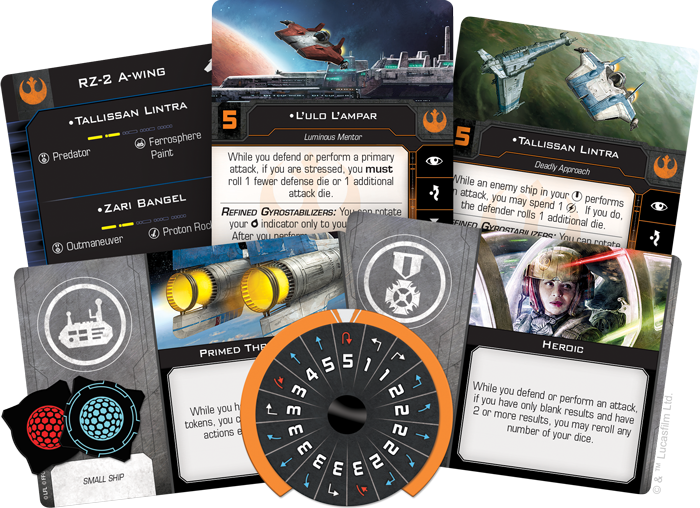 RZ-2 A-wing
•Tallissan Lintra
Predator
Ferrosphere
Paint
•Zari Bangel
Outmaneuver
Proton Rock
5
•L'ulo L'ampar
Luminous Mentor
While you defend or perform a primary
attack, if you are stressed, you must
roll 1 fewer defense die or 1 additional
attack die.
Refined Gyrostabilizers: You can rotate
your indicator only to you
After you perform
5
•Tallissan Lintra
Deadly Approach
While an enemy ship in your performs
an attack, you may spend 1 . If you do,
the defender rolls 1 additional die.
Refined Gyrostabilizers: You can rotate
Primed Thr
While you h
tokens, you c
actions e
SMALL SHIP
Heroic
While you defend or perform an attack,
if you have only blank results and have
2 or more results, you may reroll any
number of your dice.
3 3 3 4 5 5 1 1 2 2 2 2 2 3 3 3 3
© & ™ Lucasfilm Ltd.